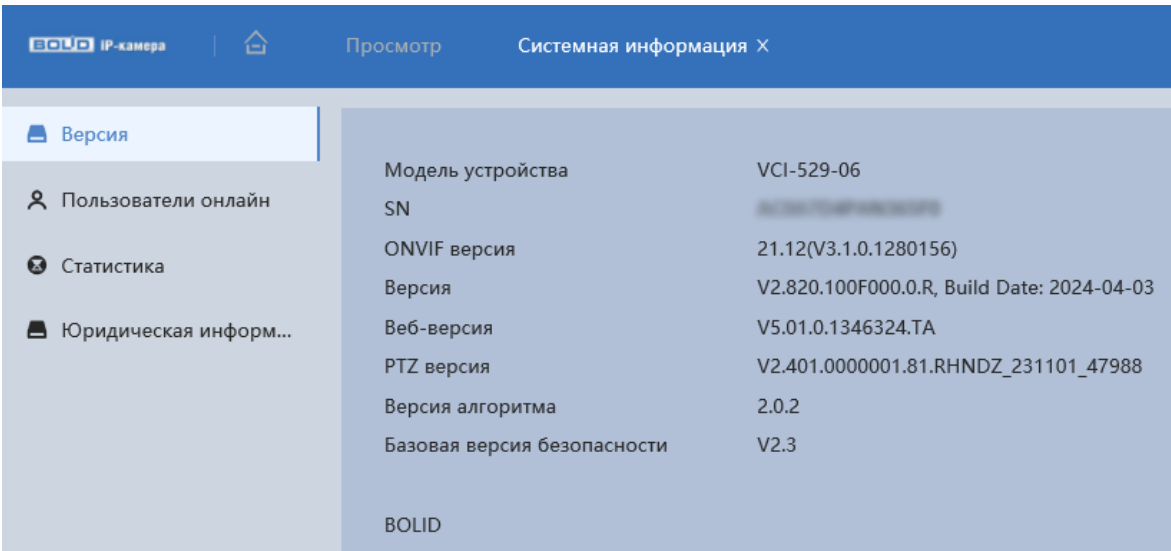 BOLID IP-камера
Просмотр
Системная информация ×
Версия
Пользователи онлайн
Статистика
Юридическая информ...
Модель устройства VCI-529-06
SN
ONVIF версия 21.12(V3.1.0.1280156)
Версия V2.820.100F000.0.R, Build Date: 2024-04-03
Веб-версия V5.01.0.1346324.TA
PTZ версия V2.401.0000001.81.RHNDZ_231101_47988
Версия алгоритма 2.0.2
Базовая версия безопасности V2.3
BOLID